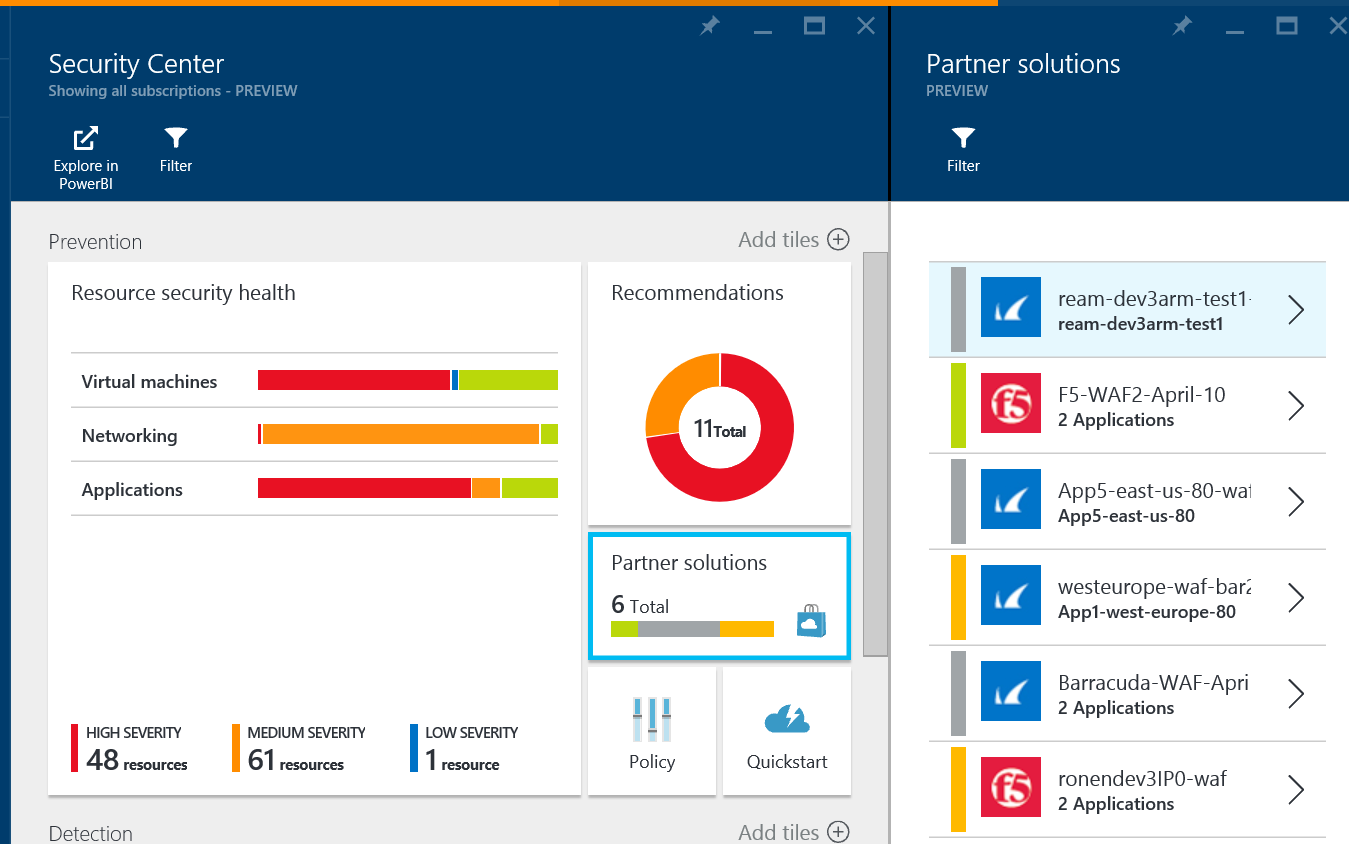 Security Center
Showing all subscriptions - PREVIEW
Explore in
PowerBI
Filter
Prevention
Add tiles
Resource security health
Virtual machines
Networking
Applications
HIGH SEVERITY
48 resources
MEDIUM SEVERITY
61 resources
LOW SEVERITY
1 resource
Recommendations
11 Total
Partner solutions
6 Total
Policy
Quickstart
Detection
Add tiles
Partner solutions
PREVIEW
Filter
ream-dev3arm-test1-
ream-dev3arm-test1
f5
F5-WAF2-April-10
2 Applications
App5-east-us-80-waf
App5-east-us-80
westeurope-waf-bar2
App1-west-europe-80
Barracuda-WAF-Apri
2 Applications
f5
ronendev3IP0-waf
2 Applications